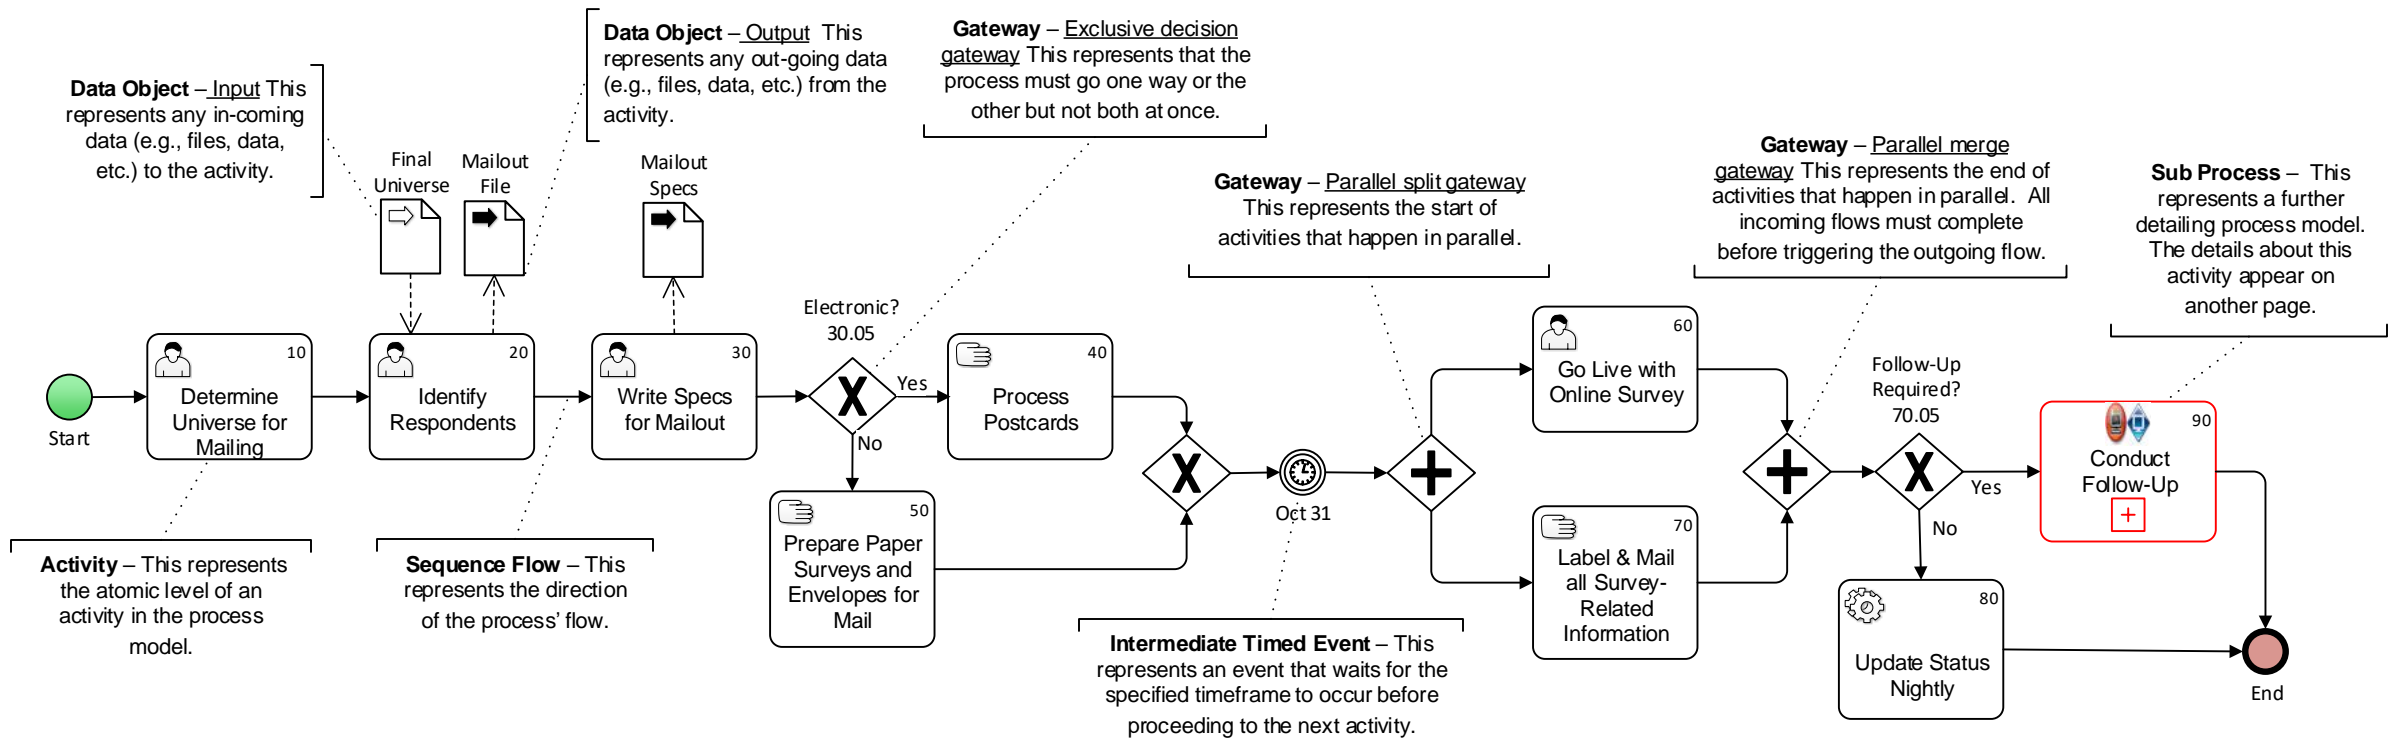 Data Object – Input This
represents any in-coming
data (e.g., files, data,
etc.) to the activity.
Data Object – Output This
represents any out-going data
(e.g., files, data, etc.) from the
activity.
Gateway – Exclusive decision
gateway This represents that the
process must go one way or the
other but not both at once.
Gateway – Parallel split gateway
This represents the start of
activities that happen in parallel.
Gateway – Parallel merge
gateway This represents the end of
activities that happen in parallel. All
incoming flows must complete
before triggering the outgoing flow.
Sub Process – This
represents a further
detailing process model.
The details about this
activity appear on
another page.
Final
Universe
Mailout
File
Mailout
Specs
Start
10
Determine
Universe for
Mailing
20
Identify
Respondents
30
Write Specs
for Mailout
Electronic?
30.05
X
Yes
No
40
Process
Postcards
50
Prepare Paper
Surveys and
Envelopes for
Mail
X
Oct 31
60
Go Live with
Online Survey
70
Label & Mail
all Survey-
Related
Information
Follow-Up
Required?
70.05
X
Yes
No
90
Conduct
Follow-Up
80
Update Status
Nightly
End
Activity – This represents
the atomic level of an
activity in the process
model.
Sequence Flow – This
represents the direction
of the process’ flow.
Intermediate Timed Event – This
represents an event that waits for the
specified timeframe to occur before
proceeding to the next activity.